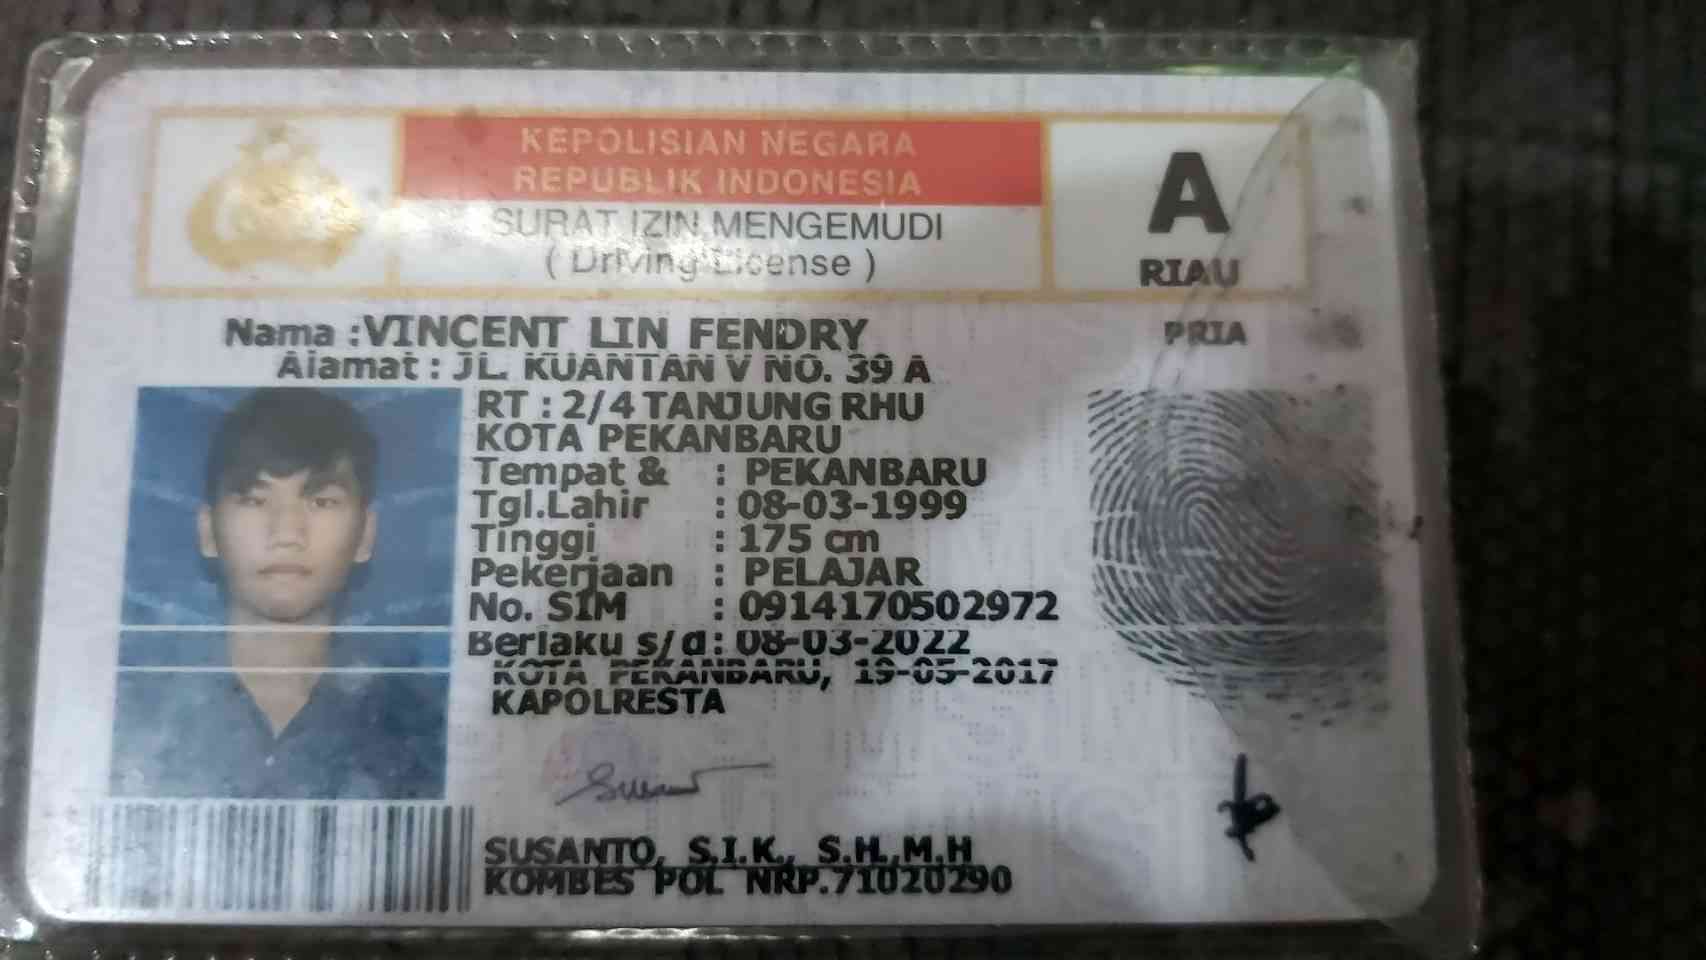 KEPOLISIAN NEGARA
REPUBLIK INDONESIA
SURAT IZIN MENGEMUDI
( Driving License )
A
RIAU
PRIA
Nama : VINCENT LIN FENDRY
Alamat : JL. KUANTAN V NO. 39 A
RT : 2/4 TANJUNG RHU
KOTA PEKANBARU
Tempat & : PEKANBARU
Tgl.Lahir : 08-03-1999
Tinggi : 175 cm
Pekerjaan : PELAJAR
No. SIM : 0914170502972
Berlaku s/d : 08-03-2022
KOTA PEKANBARU, 19-05-2017
KAPOLRESTA
SUSANTO, S.I.K., S.H.,M.H
KOMBES POL NRP.71020290